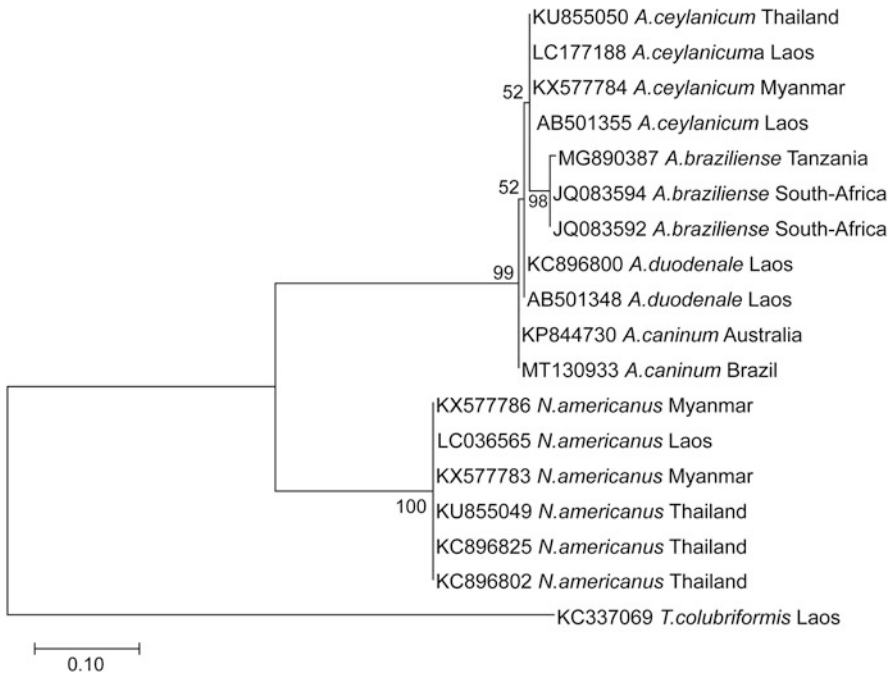 KU855050 A.ceylanicum Thailand
LC177188 A.ceylanicuma Laos
KX577784 A.ceylanicum Myanmar
52
AB501355 A.ceylanicum Laos
MG890387 A.braziliense Tanzania
52
JQ083594 A.braziliense South-Africa
98
JQ083592 A.braziliense South-Africa
KC896800 A.duodenale Laos
99
AB501348 A.duodenale Laos
KP844730 A.caninum Australia
MT130933 A.caninum Brazil
KX577786 N.americanus Myanmar
LC036565 N.americanus Laos
KX577783 N.americanus Myanmar
100
KU855049 N.americanus Thailand
KC896825 N.americanus Thailand
KC896802 N.americanus Thailand
KC337069 T.colubriformis Laos
0.10